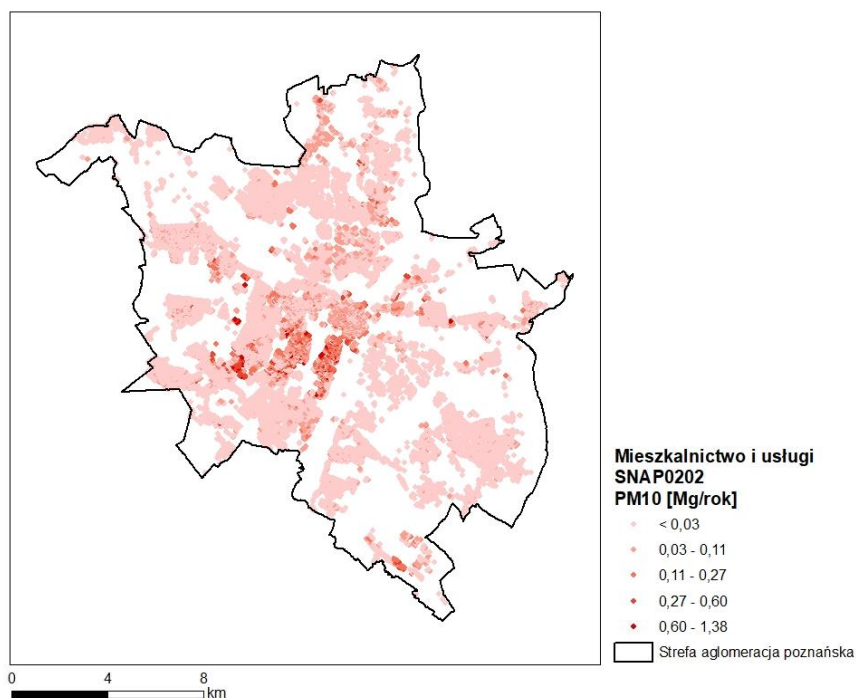 Mieszkalnictwo i usługi
SNAP0202
PM10 [Mg/rok]
< 0,03
0,03 - 0,11
0,11 - 0,27
0,27 - 0,60
0,60 - 1,38
Strefa aglomeracja poznańska
0 4 8
km